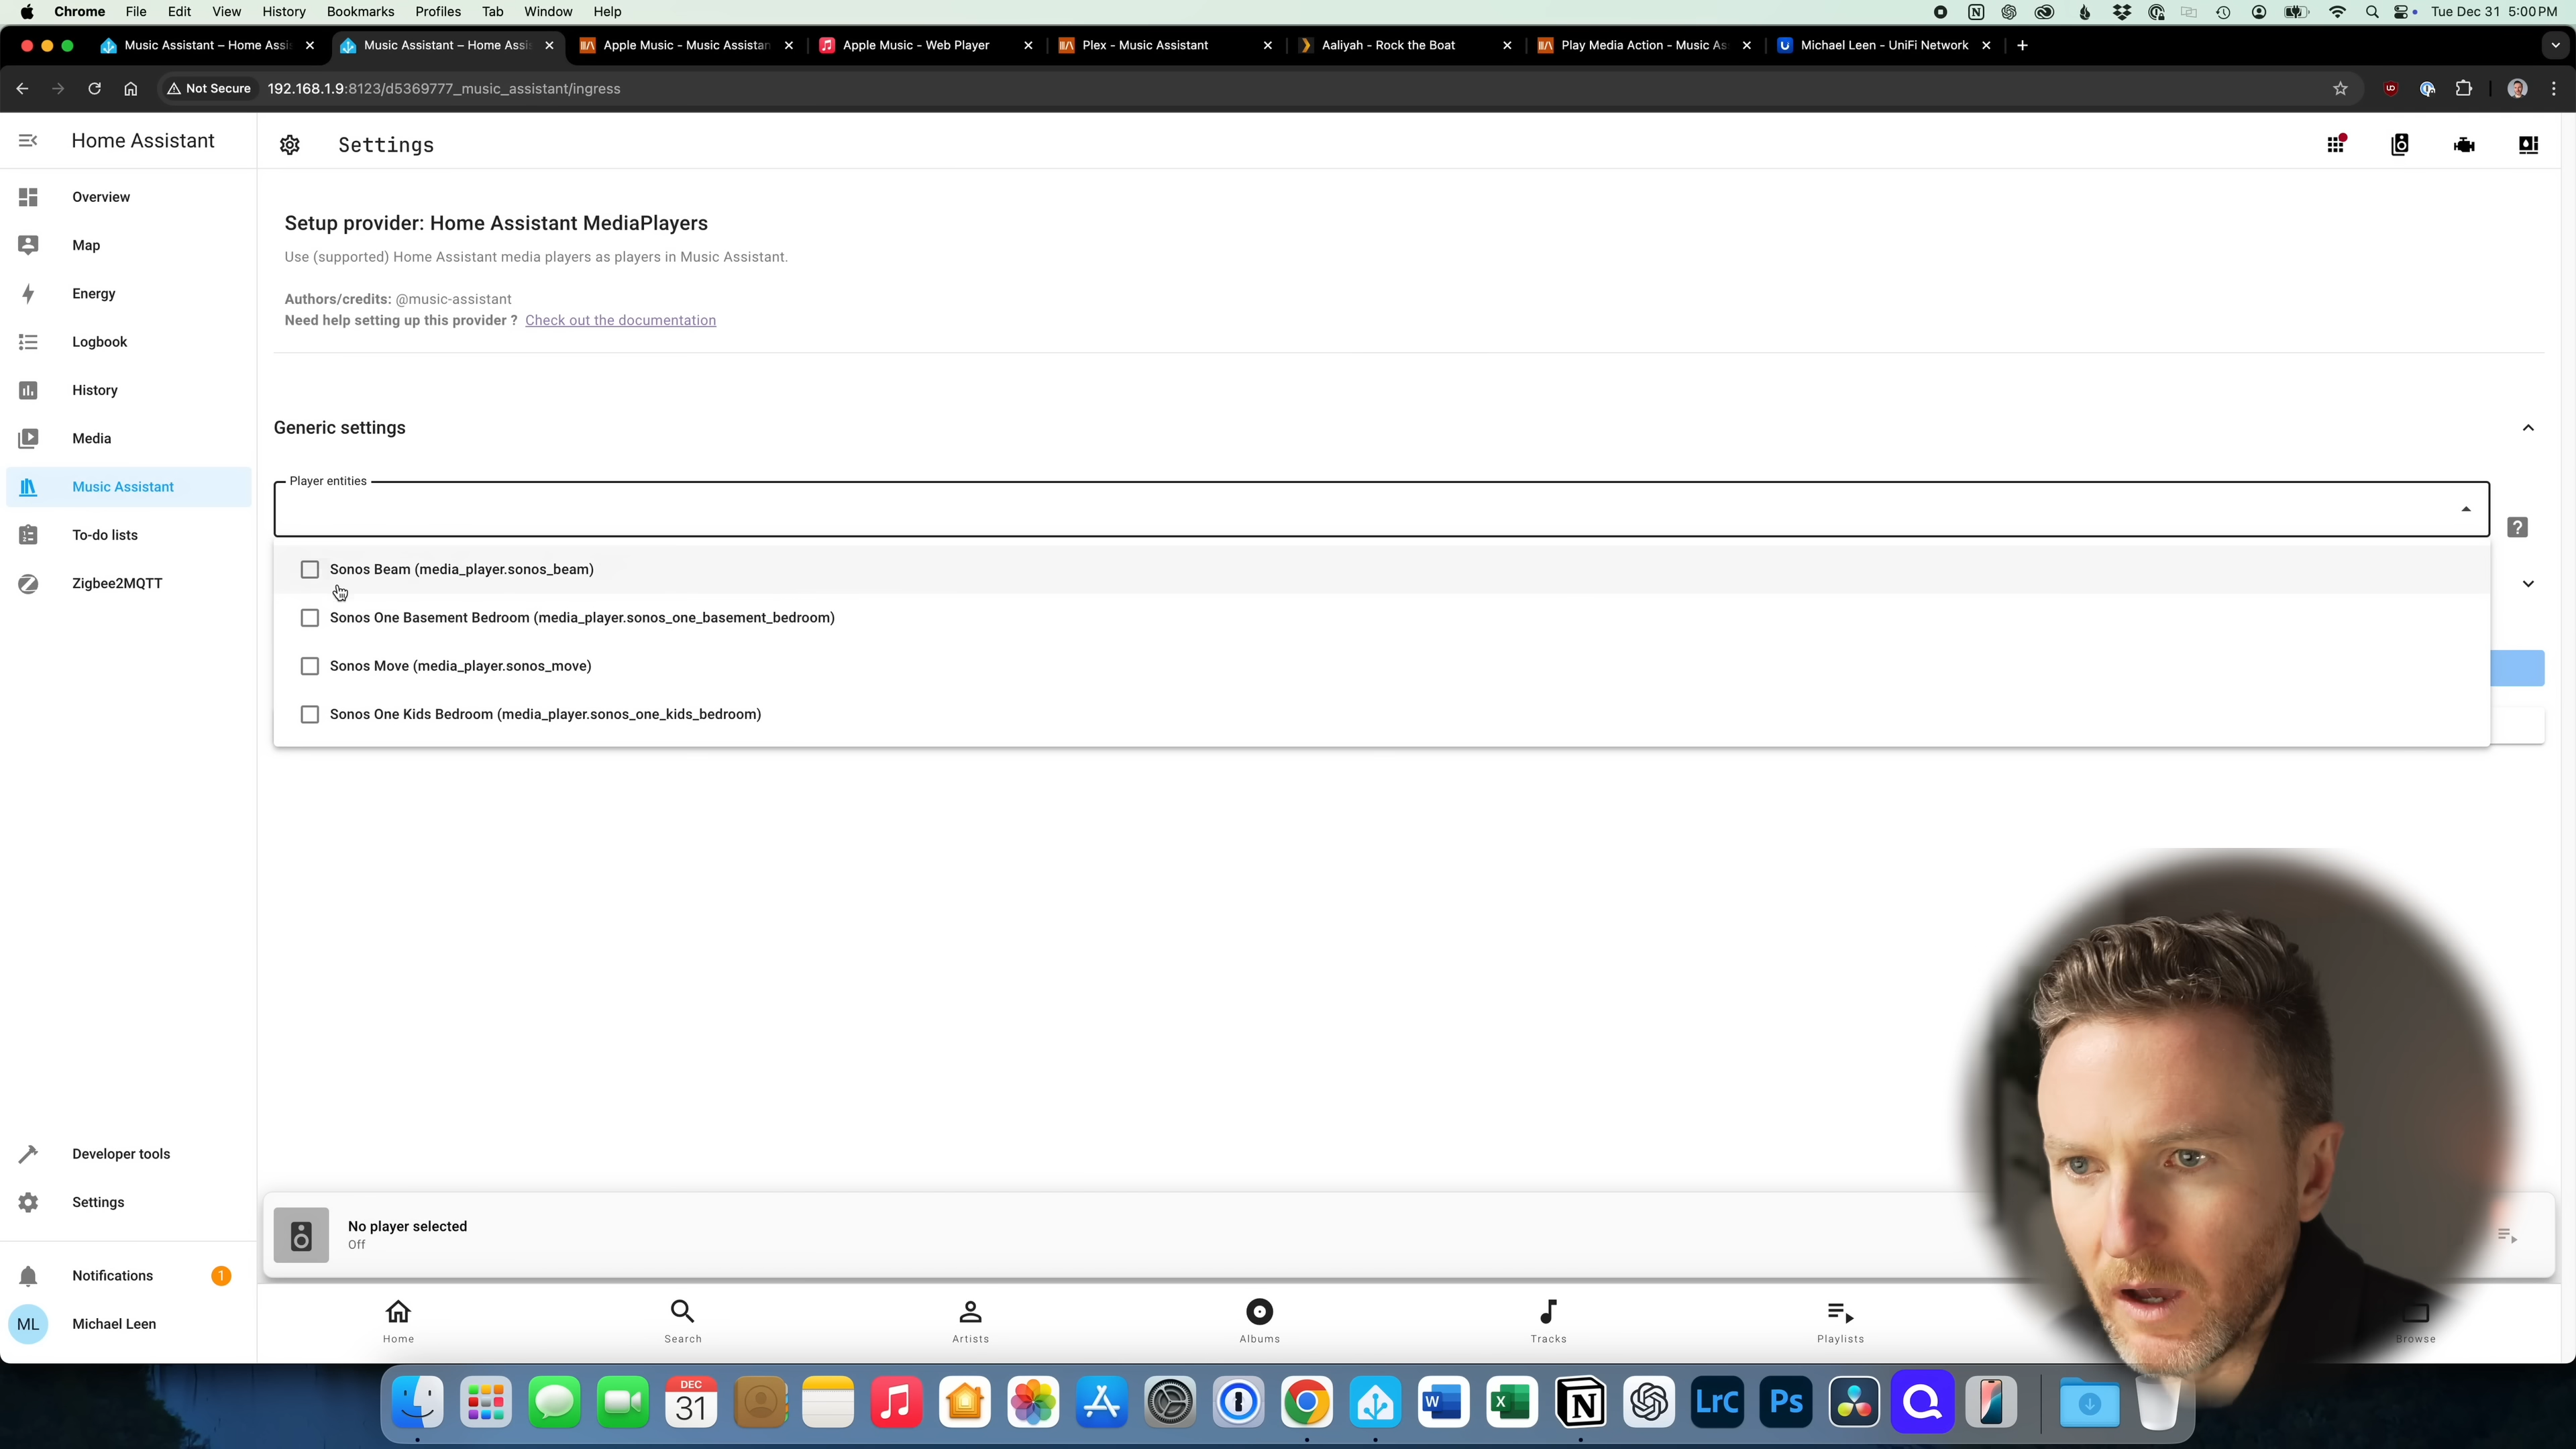 Chrome File Edit View History Bookmarks Profiles Tab Window Help Tue Dec 31 5:00 PM
Music Assistant – Home Assis Music Assistant – Home Assis Apple Music - Music Assistan Apple Music - Web Player Plex - Music Assistant Aaliyah - Rock the Boat Play Media Action - Music As Michael Leen - UniFi Network
Not Secure 192.168.1.9:8123/d5369777_music_assistant/ingress
Home Assistant
Settings
Overview
Map
Energy
Logbook
History
Media
Music Assistant
To-do lists
Zigbee2MQTT
Developer tools
Settings
Notifications 1
ML Michael Leen
Setup provider: Home Assistant MediaPlayers
Use (supported) Home Assistant media players as players in Music Assistant.
Authors/credits: @music-assistant
Need help setting up this provider ? Check out the documentation
Generic settings
Player entities
?
Sonos Beam (media_player.sonos_beam)
Sonos One Basement Bedroom (media_player.sonos_one_basement_bedroom)
Sonos Move (media_player.sonos_move)
Sonos One Kids Bedroom (media_player.sonos_one_kids_bedroom)
No player selected
Off
Home Search Artists Albums Tracks Playlists Browse
DEC
31
W X N LrC Ps